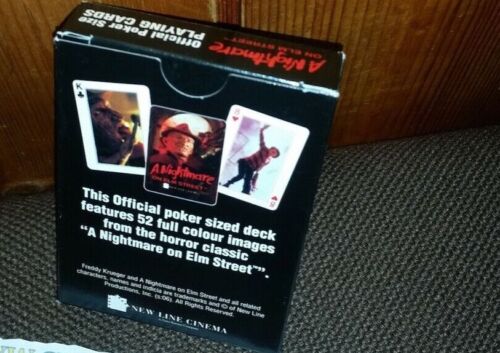 Official Poker Size
PLAYING CARDS
A Nightmare
ON ELM STREET
K
A Nightmare
ON ELM STREET
This Official poker sized deck
features 52 full colour images
from the horror classic
"A Nightmare on Elm Street™".
Freddy Krueger and A Nightmare on Elm Street and all related
characters, names and indicia are trademarks and © of New Line
Productions, Inc. (s06). All Rights Reserved.
NEW LINE CINEMA